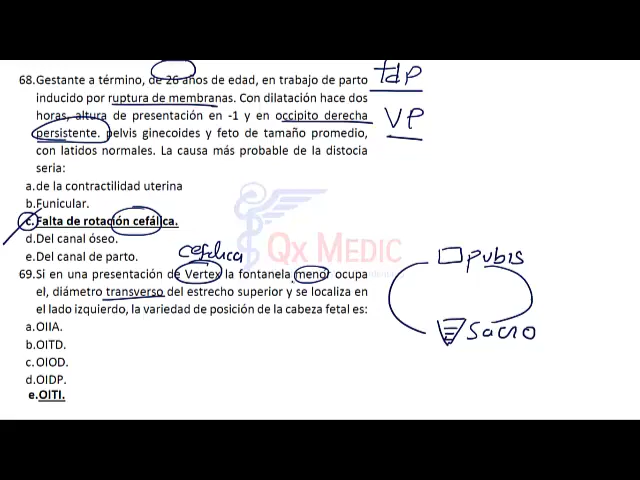 68.Gestante a término, de 26 años de edad, en trabajo de parto
inducido por ruptura de membranas. Con dilatación hace dos
horas, altura de presentación en -1 y en occipito derecha
persistente. pelvis ginecoides y feto de tamaño promedio,
con latidos normales. La causa más probable de la distocia
seria:
a.de la contractilidad uterina
b.Funicular.
c.Falta de rotación cefálica.
d.Del canal óseo.
e.Del canal de parto.
cefalica
69.Si en una presentación de Vertex la fontanela menor ocupa
el, diámetro transverso del estrecho superior y se localiza en
el lado izquierdo, la variedad de posición de la cabeza fetal es:
a.OIIA.
b.OITD.
c.OIOD.
d.OIDP.
e.OITI.
tdp
VP
pubis
Sacro
QX MEDIC